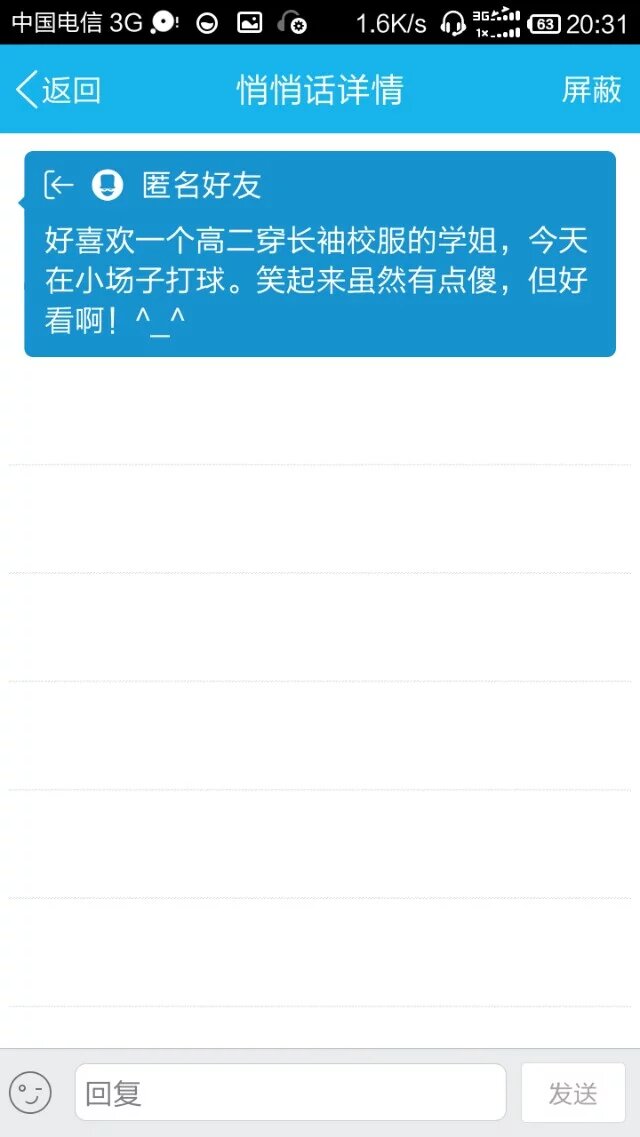 中国电信 3G 1.6K/s 3G 1x 63 20:31
返回 悄悄话详情 屏蔽
匿名好友
好喜欢一个高二穿长袖校服的学姐，今天
在小场子打球。笑起来虽然有点傻，但好
看啊！^_^
回复 发送